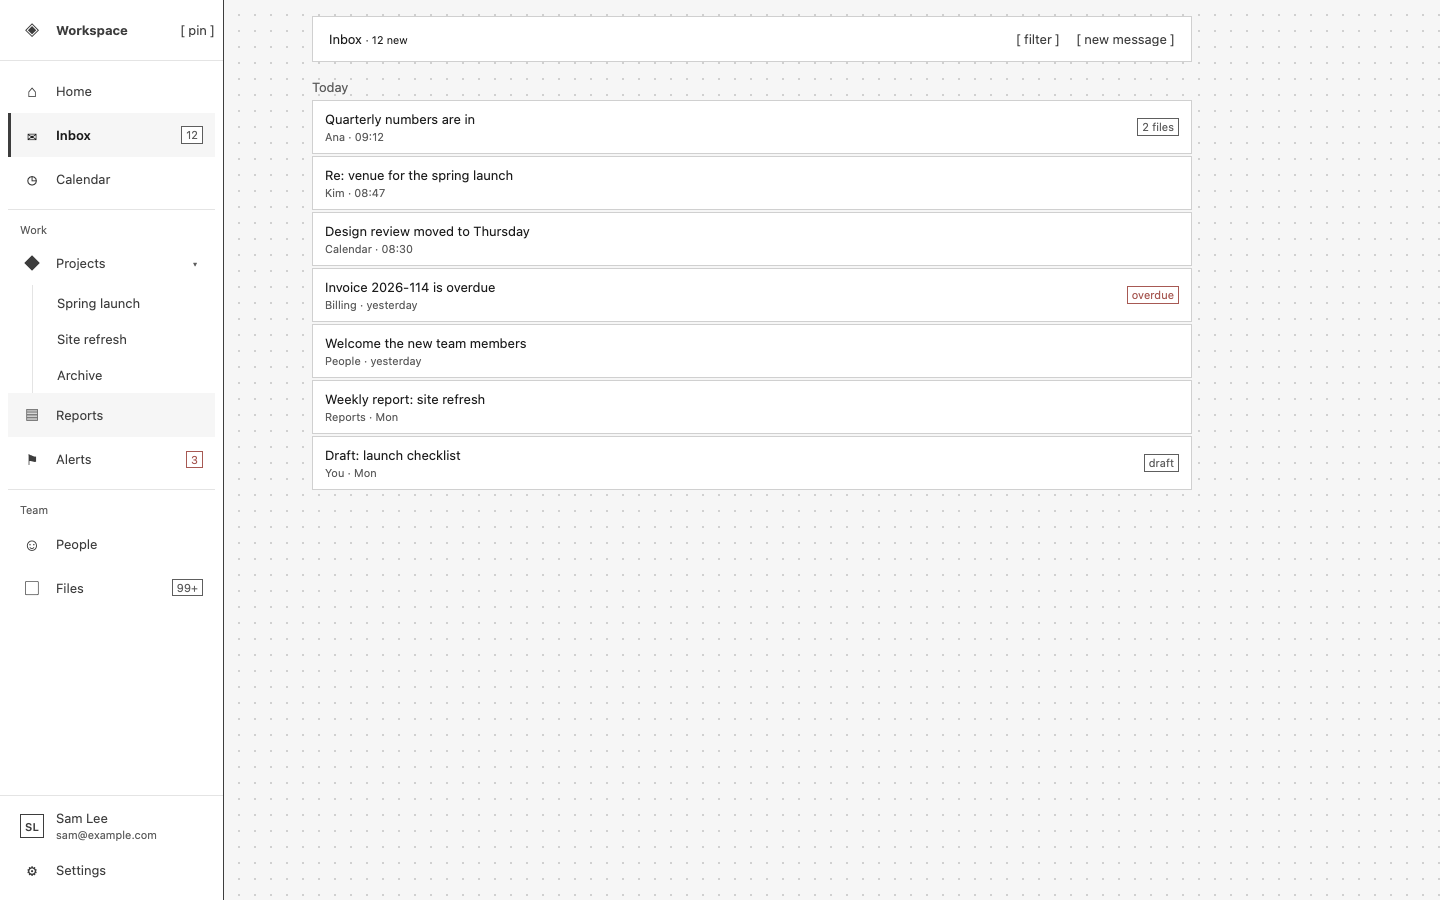 Workspace [ pin ]
Home
Inbox 12
Calendar
Work
Projects
Spring launch
Site refresh
Archive
Reports
Alerts 3
Team
People
Files 99+
SL
Sam Lee
sam@example.com
Settings
Inbox · 12 new [ filter ] [ new message ]
Today
Quarterly numbers are in
Ana · 09:12
2 files
Re: venue for the spring launch
Kim · 08:47
Design review moved to Thursday
Calendar · 08:30
Invoice 2026-114 is overdue
Billing · yesterday
overdue
Welcome the new team members
People · yesterday
Weekly report: site refresh
Reports · Mon
Draft: launch checklist
You · Mon
draft